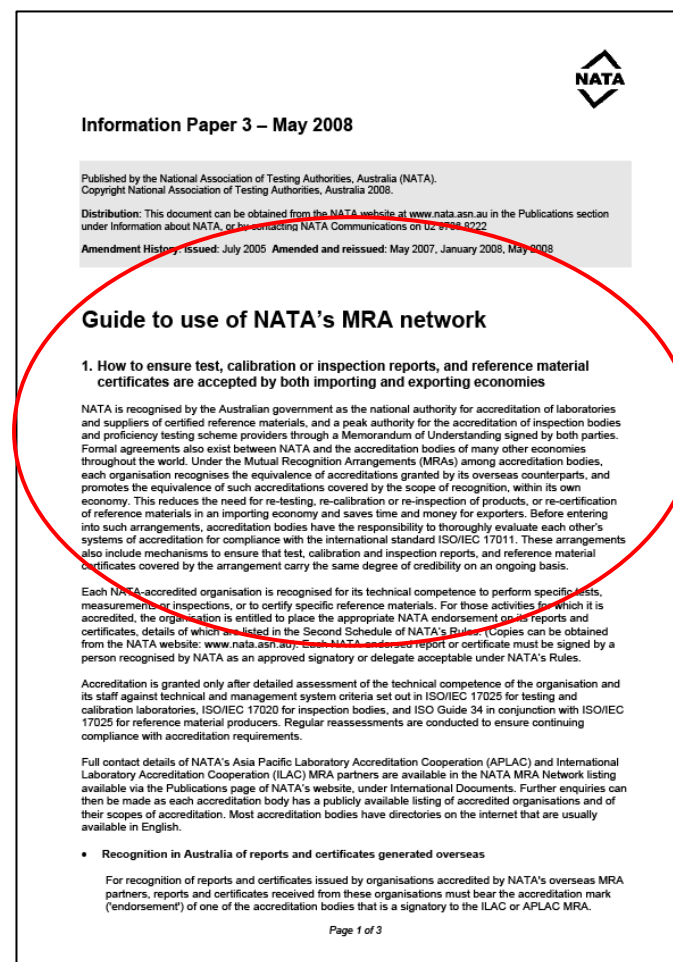 NATA
Information Paper 3 – May 2008
Published by the National Association of Testing Authorities, Australia (NATA).
Copyright National Association of Testing Authorities, Australia 2008.
Distribution: This document can be obtained from the NATA website at www.nata.asn.au in the Publications section
under Information about NATA, or by contacting NATA Communications on 02 9736 8222
Amendment History: Issued: July 2005 Amended and reissued: May 2007, January 2008, May 2008
Guide to use of NATA's MRA network
1. How to ensure test, calibration or inspection reports, and reference material
certificates are accepted by both importing and exporting economies
NATA is recognised by the Australian government as the national authority for accreditation of laboratories
and suppliers of certified reference materials, and a peak authority for the accreditation of inspection bodies
and proficiency testing scheme providers through a Memorandum of Understanding signed by both parties.
Formal agreements also exist between NATA and the accreditation bodies of many other economies
throughout the world. Under the Mutual Recognition Arrangements (MRAs) among accreditation bodies,
each organisation recognises the equivalence of accreditations granted by its overseas counterparts, and
promotes the equivalence of such accreditations covered by the scope of recognition, within its own
economy. This reduces the need for re-testing, re-calibration or re-inspection of products, or re-certification
of reference materials in an importing economy and saves time and money for exporters. Before entering
into such arrangements, accreditation bodies have the responsibility to thoroughly evaluate each other's
systems of accreditation for compliance with the international standard ISO/IEC 17011. These arrangements
also include mechanisms to ensure that test, calibration and inspection reports, and reference material
certificates covered by the arrangement carry the same degree of credibility on an ongoing basis.
Each NATA-accredited organisation is recognised for its technical competence to perform specific tests,
measurements or inspections, or to certify specific reference materials. For those activities for which it is
accredited, the organisation is entitled to place the appropriate NATA endorsement on its reports and
certificates, details of which are listed in the Second Schedule of NATA's Rules. (Copies can be obtained
from the NATA website: www.nata.asn.au). Each NATA-endorsed report or certificate must be signed by a
person recognised by NATA as an approved signatory or delegate acceptable under NATA's Rules.
Accreditation is granted only after detailed assessment of the technical competence of the organisation and
its staff against technical and management system criteria set out in ISO/IEC 17025 for testing and
calibration laboratories, ISO/IEC 17020 for inspection bodies, and ISO Guide 34 in conjunction with ISO/IEC
17025 for reference material producers. Regular reassessments are conducted to ensure continuing
compliance with accreditation requirements.
Full contact details of NATA's Asia Pacific Laboratory Accreditation Cooperation (APLAC) and International
Laboratory Accreditation Cooperation (ILAC) MRA partners are available in the NATA MRA Network listing
available via the Publications page of NATA's website, under International Documents. Further enquiries can
then be made as each accreditation body has a publicly available listing of accredited organisations and of
their scopes of accreditation. Most accreditation bodies have directories on the internet that are usually
available in English.
• Recognition in Australia of reports and certificates generated overseas
For recognition of reports and certificates issued by organisations accredited by NATA's overseas MRA
partners, reports and certificates received from these organisations must bear the accreditation mark
('endorsement') of one of the accreditation bodies that is a signatory to the ILAC or APLAC MRA.
Page 1 of 3